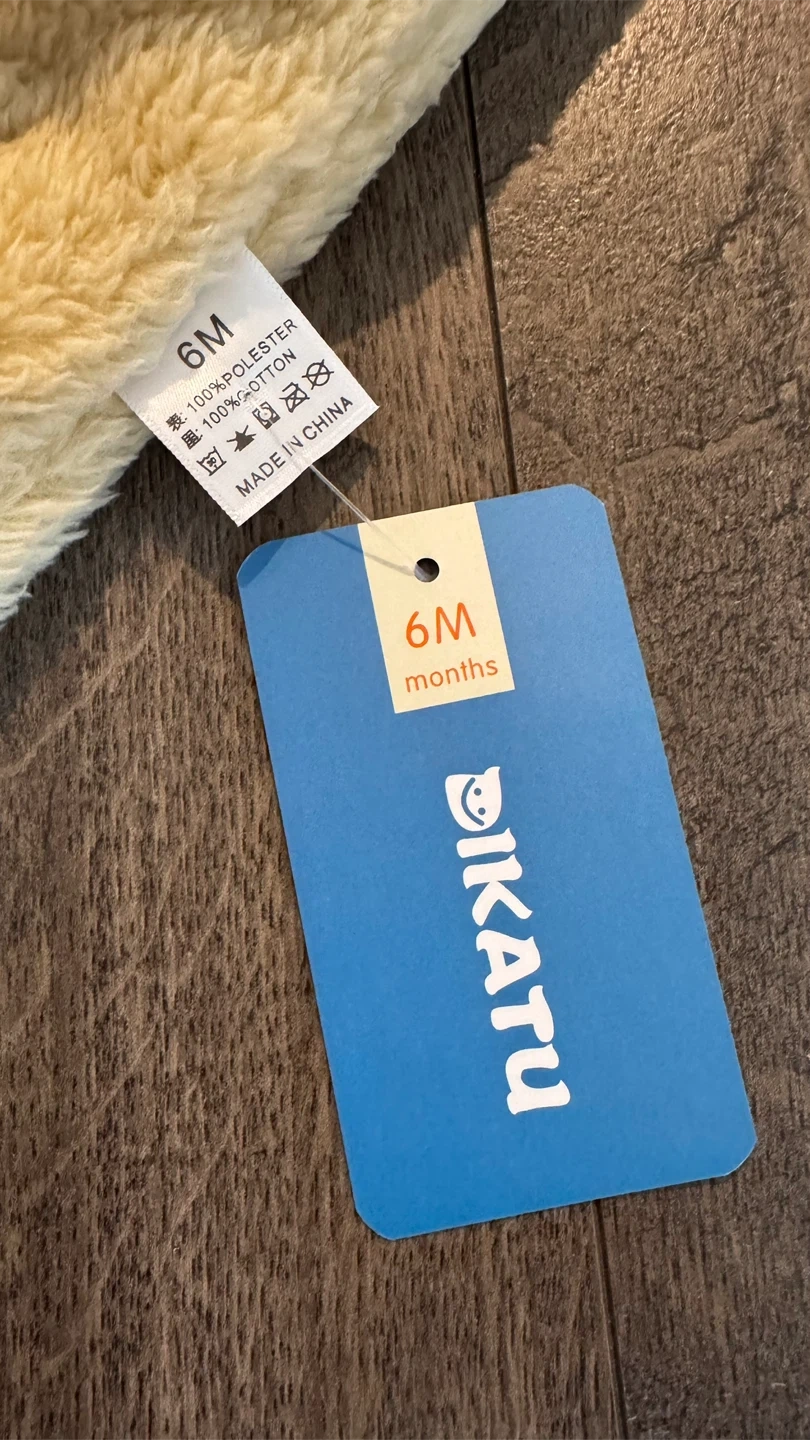 6M
表: 100%POLESTER
里: 100%COTTON
MADE IN CHINA
6M
months
DIKATU